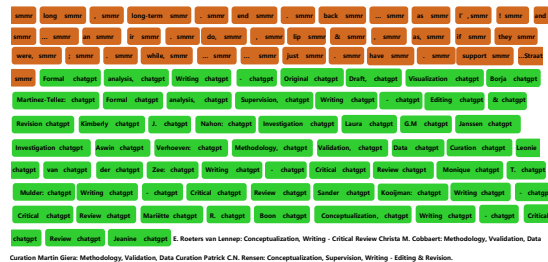 smmr long smmr , smmr long-term smmr . smmr end smmr . smmr back smmr ... smmr as smmr I' , smmr ! smmr and
smmr ... smmr an smmr ir smmr . smmr do, smmr . smmr lip smmr & smmr , smmr as, smmr if smmr they smmr
were, smmr ; smmr . smmr while, smmr ... smmr ... smmr just smmr . smmr have smmr . smmr support smmr ...Straat
smmr Formal chatgpt analysis, chatgpt Writing chatgpt - chatgpt Original chatgpt Draft, chatgpt Visualization chatgpt Borja chatgpt
Martinez-Tellez: chatgpt Formal chatgpt analysis, chatgpt Supervision, chatgpt Writing chatgpt - chatgpt Editing chatgpt & chatgpt
Revision chatgpt Kimberly chatgpt J. chatgpt Nahon: chatgpt Investigation chatgpt Laura chatgpt G.M chatgpt Janssen chatgpt
Investigation chatgpt Aswin chatgpt Verhoeven chatgpt Methodology, chatgpt Validation, chatgpt Data chatgpt Curation chatgpt Leonie
chatgpt van chatgpt der chatgpt Zee: chatgpt Writing chatgpt - chatgpt Critical chatgpt Review chatgpt Monique chatgpt T. chatgpt
Mulder: chatgpt Writing chatgpt - chatgpt Critical chatgpt Review chatgpt Sander chatgpt Kooijman: chatgpt Writing chatgpt - chatgp
Critical chatgpt Review chatgpt Mariëtte chatgpt R. chatgpt Boon chatgpt Conceptualization, chatgpt Writing chatgpt - chatgpt Critical
chatgpt Review chatgpt Jeanine chatgpt E. Roeters van Lennep: Conceptualization, Writing - Critical Review Christa M. Cobbaert: Methodology, Vvalidation, Data
Curation Martin Giera: Methodology, Validation, Data Curation Patrick C.N. Rensen: Conceptualization, Supervision, Writing - Editing & Revision.